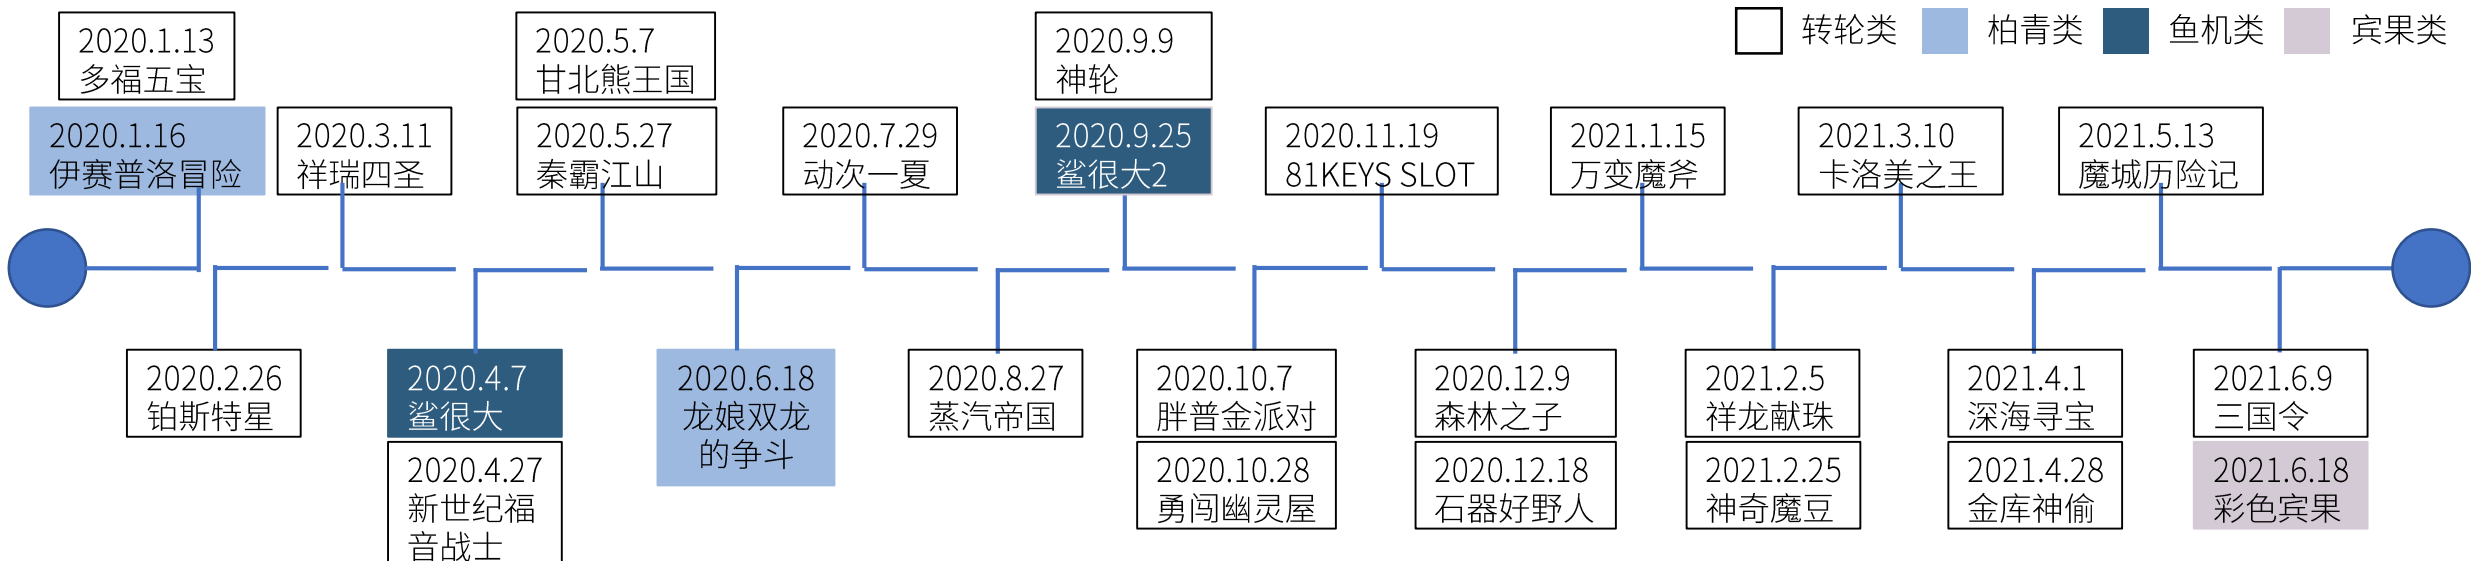 转轮类
柏青类
鱼机类
宾果类
2020.1.13
多福五宝
2020.1.16
伊赛普洛冒险
2020.2.26
铂斯特星
2020.3.11
祥瑞四圣
2020.4.7
鲨很大
2020.4.27
新世纪福
音战士
2020.5.7
甘北熊王国
2020.5.27
秦霸江山
2020.6.18
龙娘双龙
的争斗
2020.7.29
动次一夏
2020.8.27
蒸汽帝国
2020.9.9
神轮
2020.9.25
鲨很大2
2020.10.7
胖普金派对
2020.10.28
勇闯幽灵屋
2020.11.19
81KEYS SLOT
2020.12.9
森林之子
2020.12.18
石器好野人
2021.1.15
万变魔斧
2021.2.5
祥龙献珠
2021.2.25
神奇魔豆
2021.3.10
卡洛美之王
2021.4.1
深海寻宝
2021.4.28
金库神偷
2021.5.13
魔城历险记
2021.6.9
三国令
2021.6.18
彩色宾果